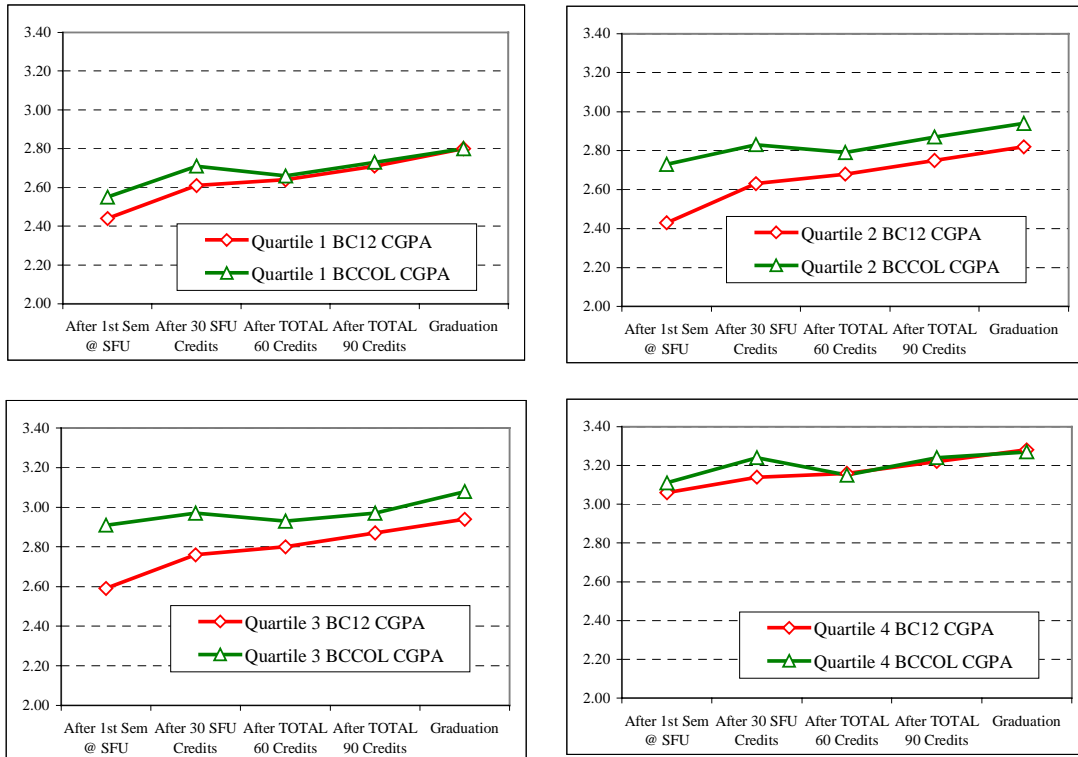 3.40
3.20
3.00
2.80
2.60
2.40
2.20
2.00
Quartile 1 BC12 CGPA
Quartile 1 BCCOL CGPA
After 1st Sem After 30 SFU After TOTAL After TOTAL Graduation
@ SFU Credits 60 Credits 90 Credits
3.40
3.20
3.00
2.80
2.60
2.40
2.20
2.00
Quartile 2 BC12 CGPA
Quartile 2 BCCOL CGPA
After 1st Sem After 30 SFU After TOTAL After TOTAL Graduation
@ SFU Credits 60 Credits 90 Credits
3.40
3.20
3.00
2.80
2.60
2.40
2.20
2.00
Quartile 3 BC12 CGPA
Quartile 3 BCCOL CGPA
After 1st Sem After 30 SFU After TOTAL After TOTAL Graduation
@ SFU Credits 60 Credits 90 Credits
3.40
3.20
3.00
2.80
2.60
2.40
2.20
2.00
Quartile 4 BC12 CGPA
Quartile 4 BCCOL CGPA
After 1st Sem After 30 SFU After TOTAL After TOTAL Graduation
@ SFU Credits 60 Credits 90 Credits